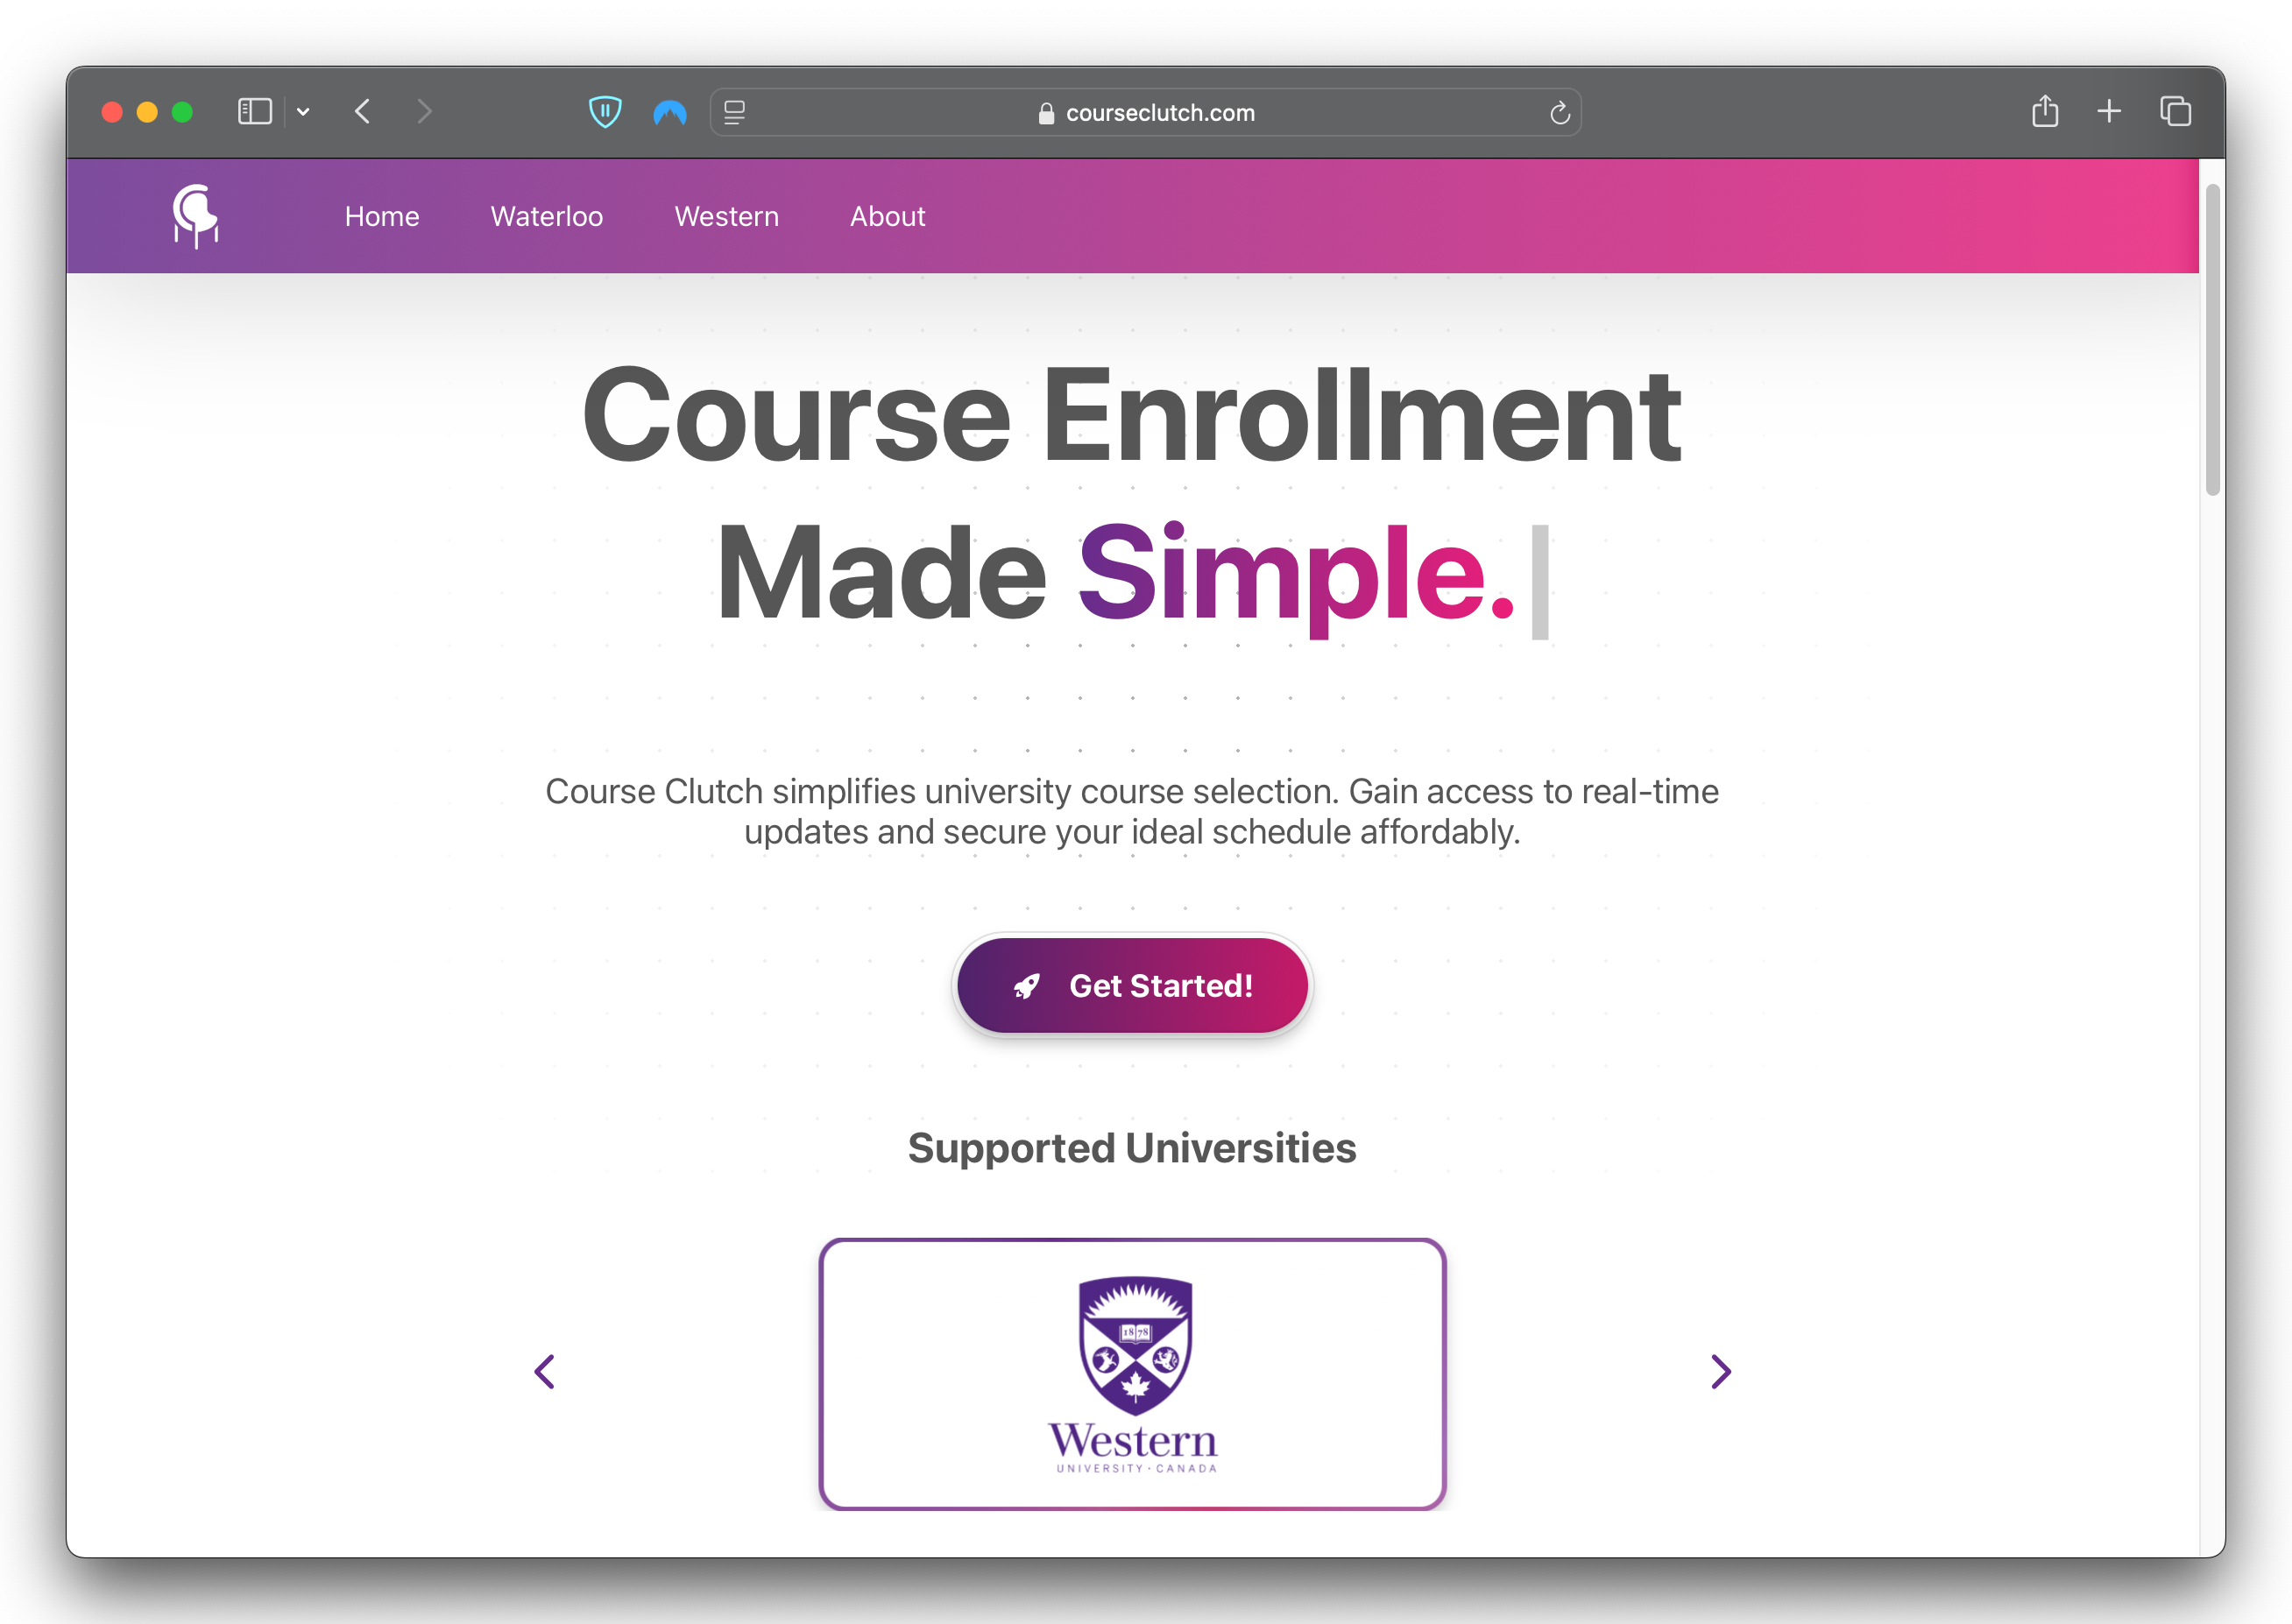 courseclutch.com
Home Waterloo Western About
Course Enrollment
Made Simple.
Course Clutch simplifies university course selection. Gain access to real-time
updates and secure your ideal schedule affordably.
Get Started!
Supported Universities
1878
Western
UNIVERSITY · CANADA